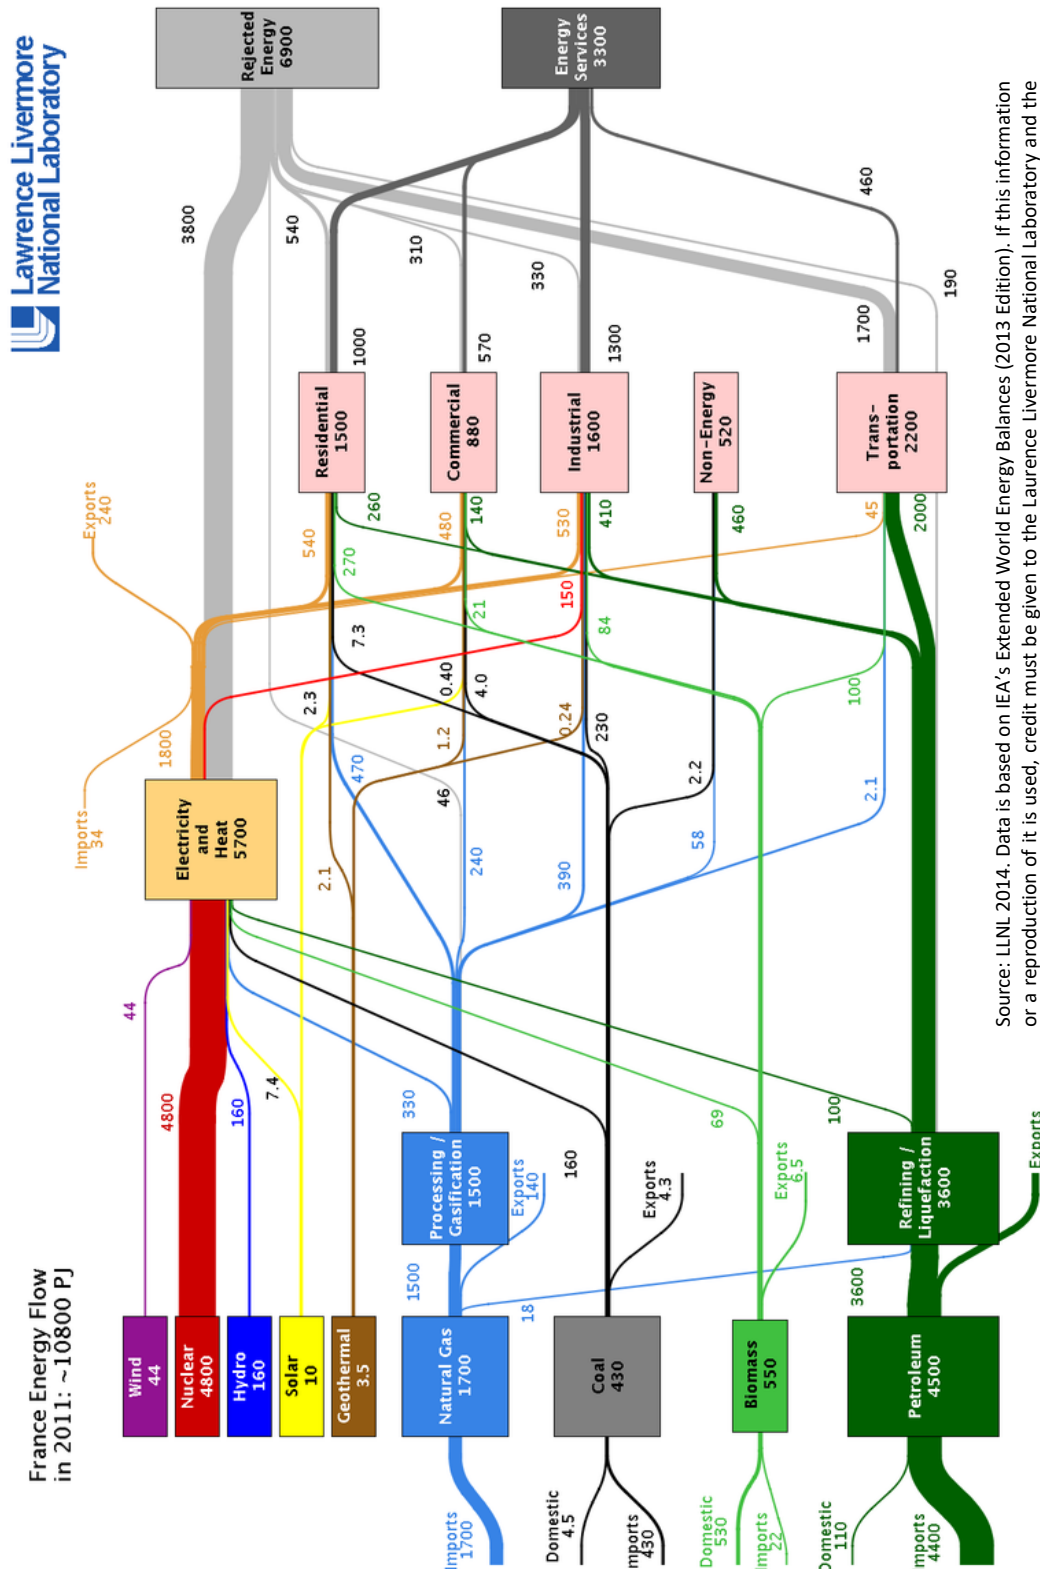 France Energy Flow
in 2011: ~10800 PJ
Lawrence Livermore
National Laboratory
Wind
44
Nuclear
4800
Hydro
160
Solar
10
Geothermal
3.5
Natural Gas
1700
Coal
430
Biomass
550
Petroleum
4500
Imports
1700
Domestic
4.5
Imports
430
Domestic
530
Imports
22
Domestic
110
Imports
4400
44
4800
160
7.4
2.1
330
1500
18
Exports
140
160
Exports
4.3
69
Exports
6.5
100
3600
Exports
Processing /
Gasification
1500
Refining /
Liquefaction
3600
Electricity
and
Heat
5700
Imports
34
Exports
240
1800
2.3
7.3
470
46
240
1.2
0.40
4.0
390
0.24
230
58
2.2
2.1
100
540
270
260
480
140
21
530
150
410
84
460
45
2000
Residential
1500
Commercial
880
Industrial
1600
Non-Energy
520
Trans-
portation
2200
3800
540
1000
310
570
330
1300
460
1700
190
Rejected
Energy
6900
Energy
Services
3300
Source: LLNL 2014. Data is based on IEA's Extended World Energy Balances (2013 Edition). If this information
or a reproduction of it is used, credit must be given to the Laurence Livermore National Laboratory and the